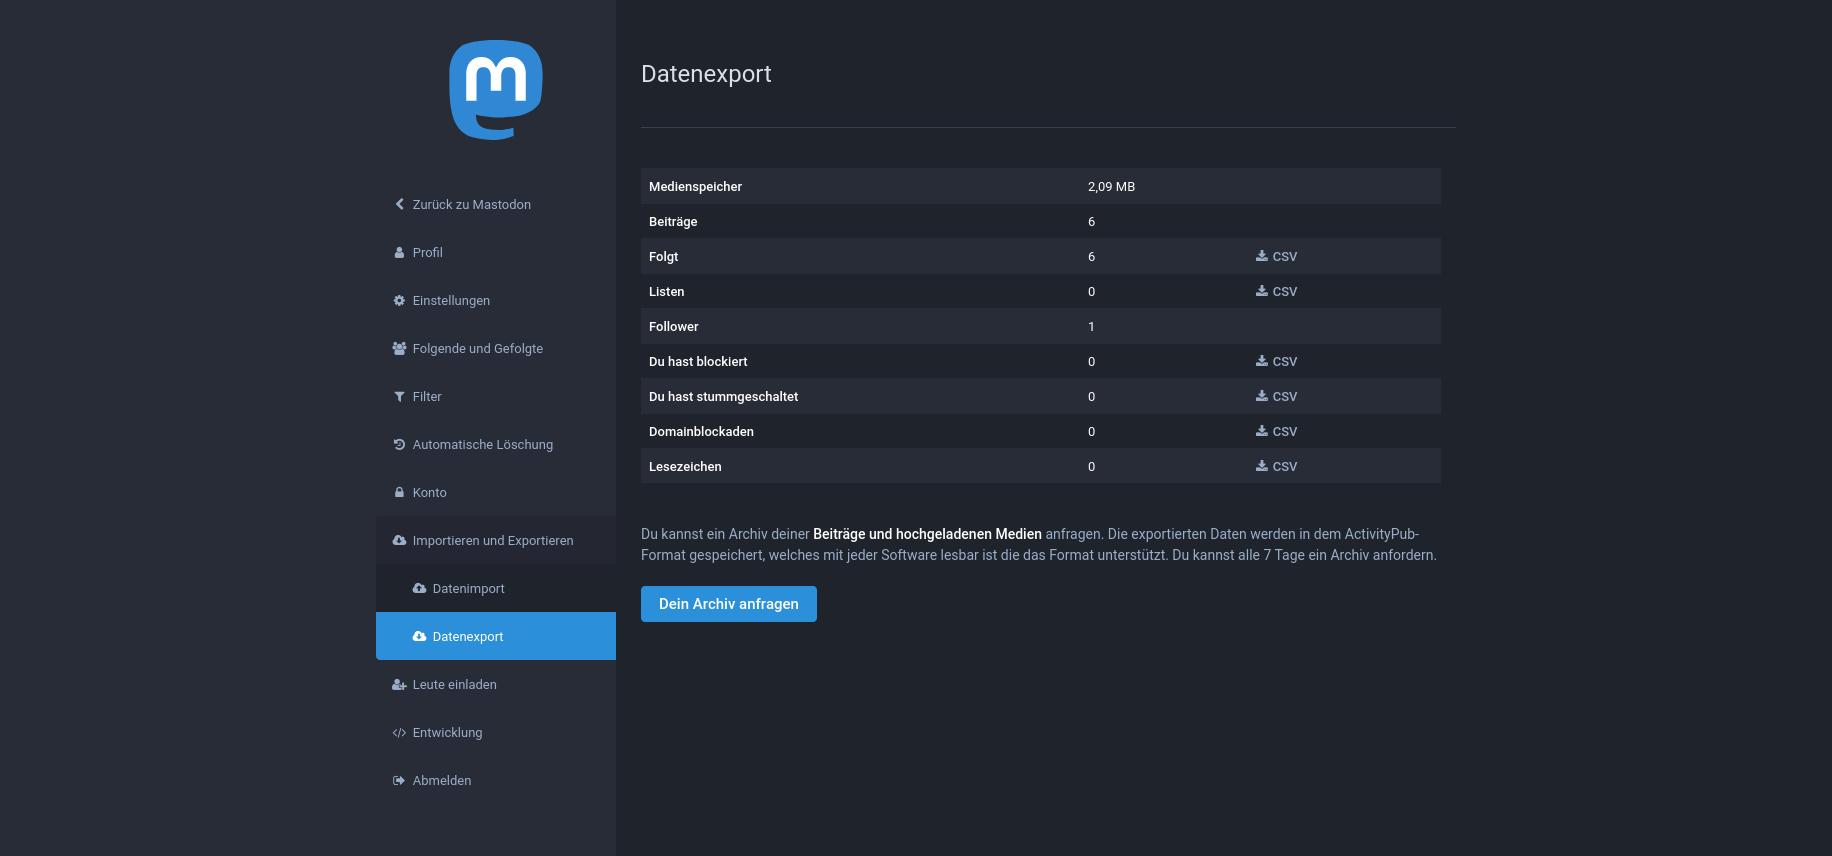 Zurück zu Mastodon
Profil
Einstellungen
Folgende und Gefolgte
Filter
Automatische Löschung
Konto
Importieren und Exportieren
Datenimport
Datenexport
Leute einladen
Entwicklung
Abmelden
Datenexport
Medienspeicher 2,09 MB
Beiträge 6
Folgt 6 CSV
Listen 0 CSV
Follower 1
Du hast blockiert 0 CSV
Du hast stummgeschaltet 0 CSV
Domainblockaden 0 CSV
Lesezeichen 0 CSV
Du kannst ein Archiv deiner Beiträge und hochgeladenen Medien anfragen. Die exportierten Daten werden in dem ActivityPub-
Format gespeichert, welches mit jeder Software lesbar ist die das Format unterstützt. Du kannst alle 7 Tage ein Archiv anfordern.
Dein Archiv anfragen